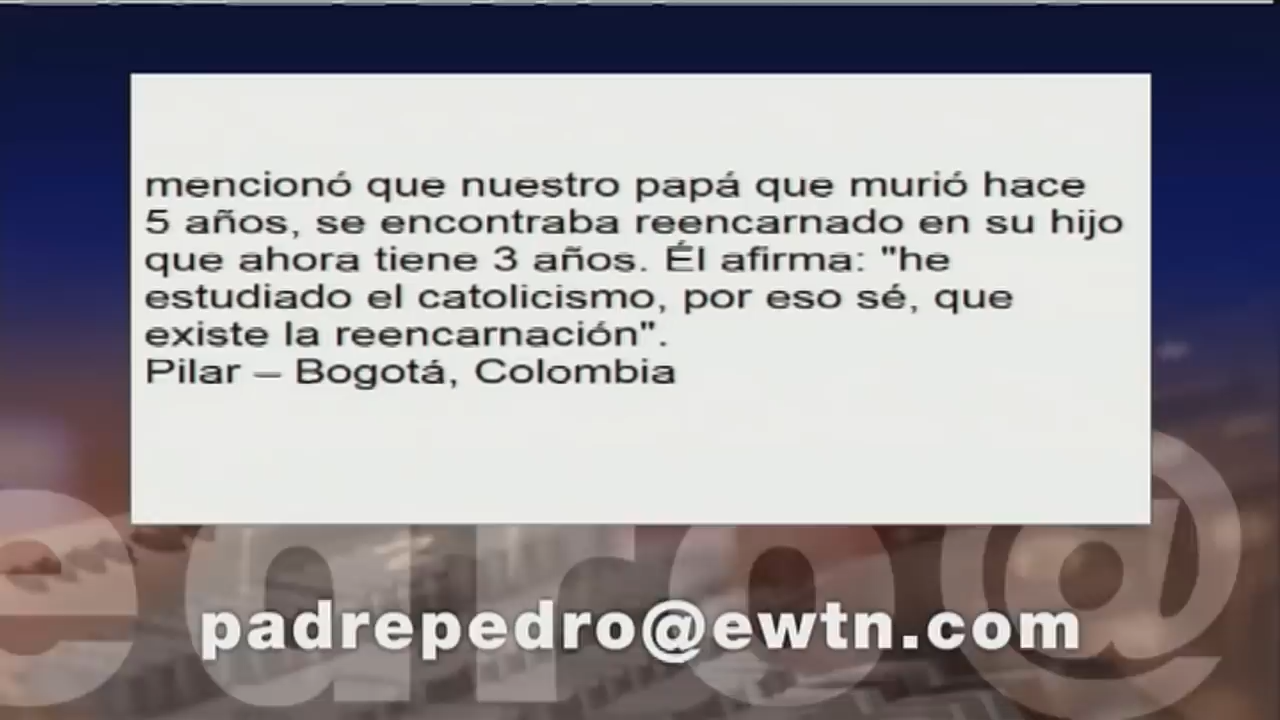 mencionó que nuestro papá que murió hace
5 años, se encontraba reencarnado en su hijo
que ahora tiene 3 años. Él afirma: "he
estudiado el catolicismo, por eso sé, que
existe la reencarnación".
Pilar – Bogotá, Colombia
edro@
padrepedro@ewtn.com